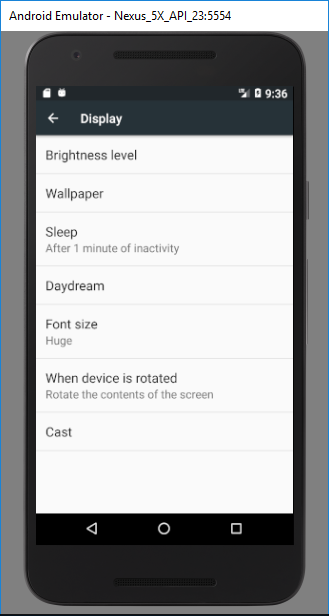 Android Emulator - Nexus_5X_API_23:5554
9:36
Display
Brightness level
Wallpaper
Sleep
After 1 minute of inactivity
Daydream
Font size
Huge
When device is rotated
Rotate the contents of the screen
Cast